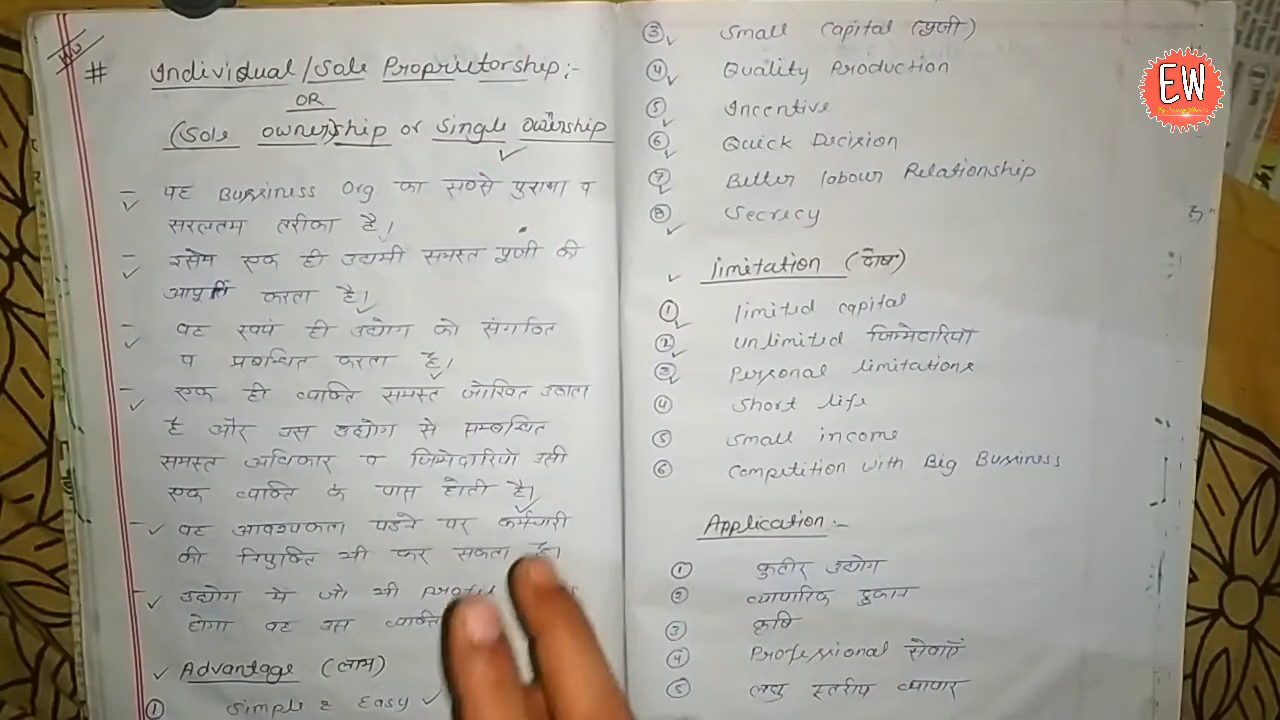 # Individual/Sole Proprietorship:-
OR
(Sole ownership or Single ownership
- यह Bussiness Org का सबसे पुराना व
सरलतम तरीका है।
- इसमे एक ही उद्यमी समस्त पूंजी की
आपूर्ति करता है।
- वह स्वयं ही उद्योग को संगठित
व प्रबन्धित करता है।
- एक ही व्यक्ति समस्त जोखिम उठाता
है और उस उद्योग से सम्बन्धित
समस्त अधिकार व जिम्मेदारियो उसी
एक व्यक्ति के पास होती है।
- वह आवश्यकता पडने पर कर्मचारी
की नियुक्ति भी कर सकता है।
- उद्योग मे जो भी
होगा वह उस व्यक्ति
Advantage (लाभ)
① Simple & Easy
③ Small Capital (पूंजी)
④ Quality Production
⑤ Incentive
⑥ Quick Decision
⑦ Better labour Relationship
⑧ Secrecy
limitation (दोष)
① limited capital
② unlimited जिम्मेदारियाँ
③ Personal limitations
④ Short life
⑤ Small income
⑥ Competition with Big Bussiness
Application:-
① कुटीर उद्योग
② व्यापारिक दुकान
③ कृषि
④ Professional सेवाएँ
⑤ लघु स्तरीय व्यापार
EW